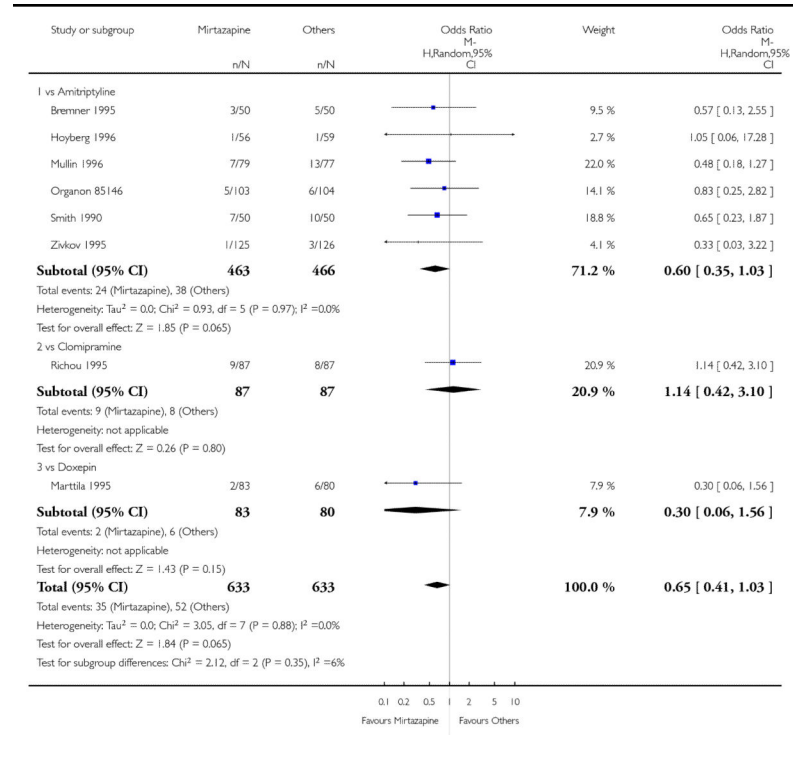 Study or subgroup Mirtazapine Others Odds Ratio Weight Odds Ratio
M- M-
H,Random,95% H,Random,95%
n/N n/N CI CI
1 vs Amitriptyline
Bremner 1995 3/50 5/50 9.5 % 0.57 [ 0.13, 2.55 ]
Hoyberg 1996 1/56 1/59 2.7 % 1.05 [ 0.06, 17.28 ]
Mullin 1996 7/79 13/77 22.0 % 0.48 [ 0.18, 1.27 ]
Organon 85146 5/103 6/104 14.1 % 0.83 [ 0.25, 2.82 ]
Smith 1990 7/50 10/50 18.8 % 0.65 [ 0.23, 1.87 ]
Zivkov 1995 1/125 3/126 4.1 % 0.33 [ 0.03, 3.22 ]
Subtotal (95% CI) 463 466 71.2 % 0.60 [ 0.35, 1.03 ]
Total events: 24 (Mirtazapine), 38 (Others)
Heterogeneity: Tau² = 0.0; Chi² = 0.93, df = 5 (P = 0.97); I² =0.0%
Test for overall effect: Z = 1.85 (P = 0.065)
2 vs Clomipramine
Richou 1995 9/87 8/87 20.9 % 1.14 [ 0.42, 3.10 ]
Subtotal (95% CI) 87 87 20.9 % 1.14 [ 0.42, 3.10 ]
Total events: 9 (Mirtazapine), 8 (Others)
Heterogeneity: not applicable
Test for overall effect: Z = 0.26 (P = 0.80)
3 vs Doxepin
Marttila 1995 2/83 6/80 7.9 % 0.30 [ 0.06, 1.56 ]
Subtotal (95% CI) 83 80 7.9 % 0.30 [ 0.06, 1.56 ]
Total events: 2 (Mirtazapine), 6 (Others)
Heterogeneity: not applicable
Test for overall effect: Z = 1.43 (P = 0.15)
Total (95% CI) 633 633 100.0 % 0.65 [ 0.41, 1.03 ]
Total events: 35 (Mirtazapine), 52 (Others)
Heterogeneity: Tau² = 0.0; Chi² = 3.05, df = 7 (P = 0.88); I² =0.0%
Test for overall effect: Z = 1.84 (P = 0.065)
Test for subgroup differences: Chi² = 2.12, df = 2 (P = 0.35), I² =6%
0.1 0.2 0.5 1 2 5 10
Favours Mirtazapine Favours Others